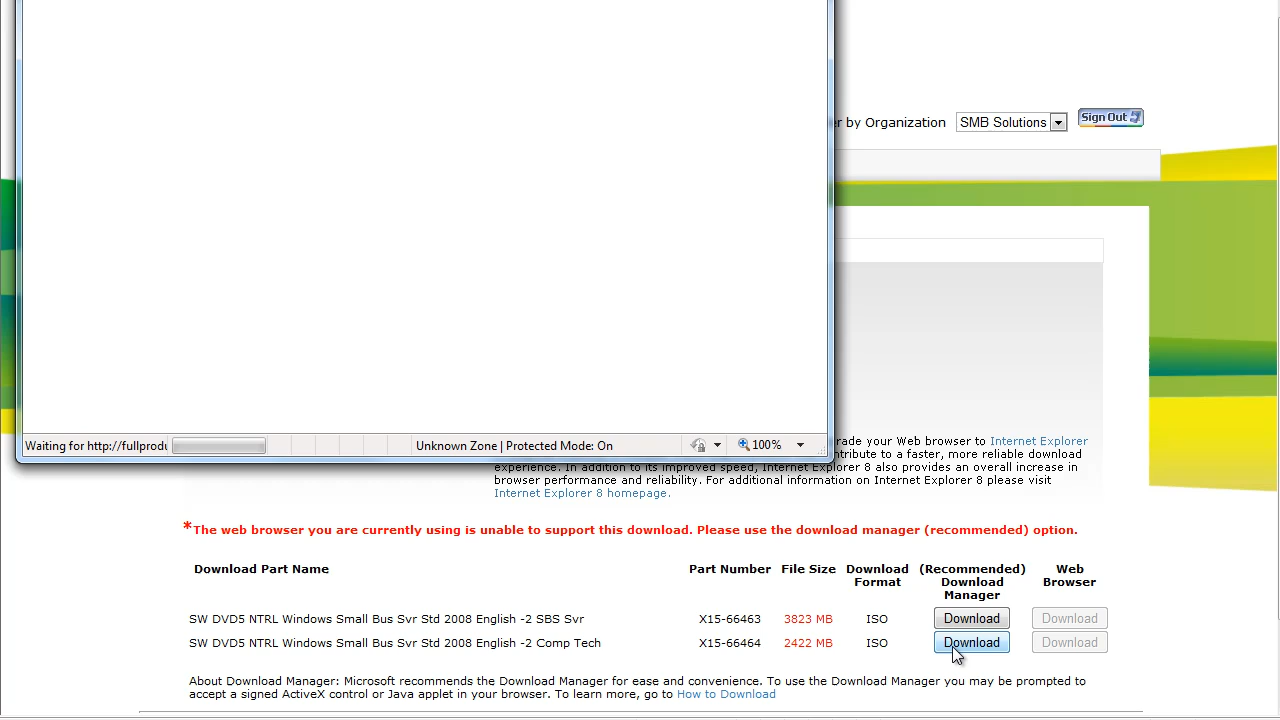 er by Organization SMB Solutions Sign Out
Waiting for http://fullprodu Unknown Zone | Protected Mode: On 100%
rade your Web browser to Internet Explorer
ntribute to a faster, more reliable download
experience. In addition to its improved speed, Internet Explorer 8 also provides an overall increase in
browser performance and reliability. For additional information on Internet Explorer 8 please visit
Internet Explorer 8 homepage.
*The web browser you are currently using is unable to support this download. Please use the download manager (recommended) option.
Download Part Name Part Number File Size Download Format (Recommended) Download Manager Web Browser
SW DVD5 NTRL Windows Small Bus Svr Std 2008 English -2 SBS Svr X15-66463 3823 MB ISO Download Download
SW DVD5 NTRL Windows Small Bus Svr Std 2008 English -2 Comp Tech X15-66464 2422 MB ISO Download Download
About Download Manager: Microsoft recommends the Download Manager for ease and convenience. To use the Download Manager you may be prompted to
accept a signed ActiveX control or Java applet in your browser. To learn more, go to How to Download